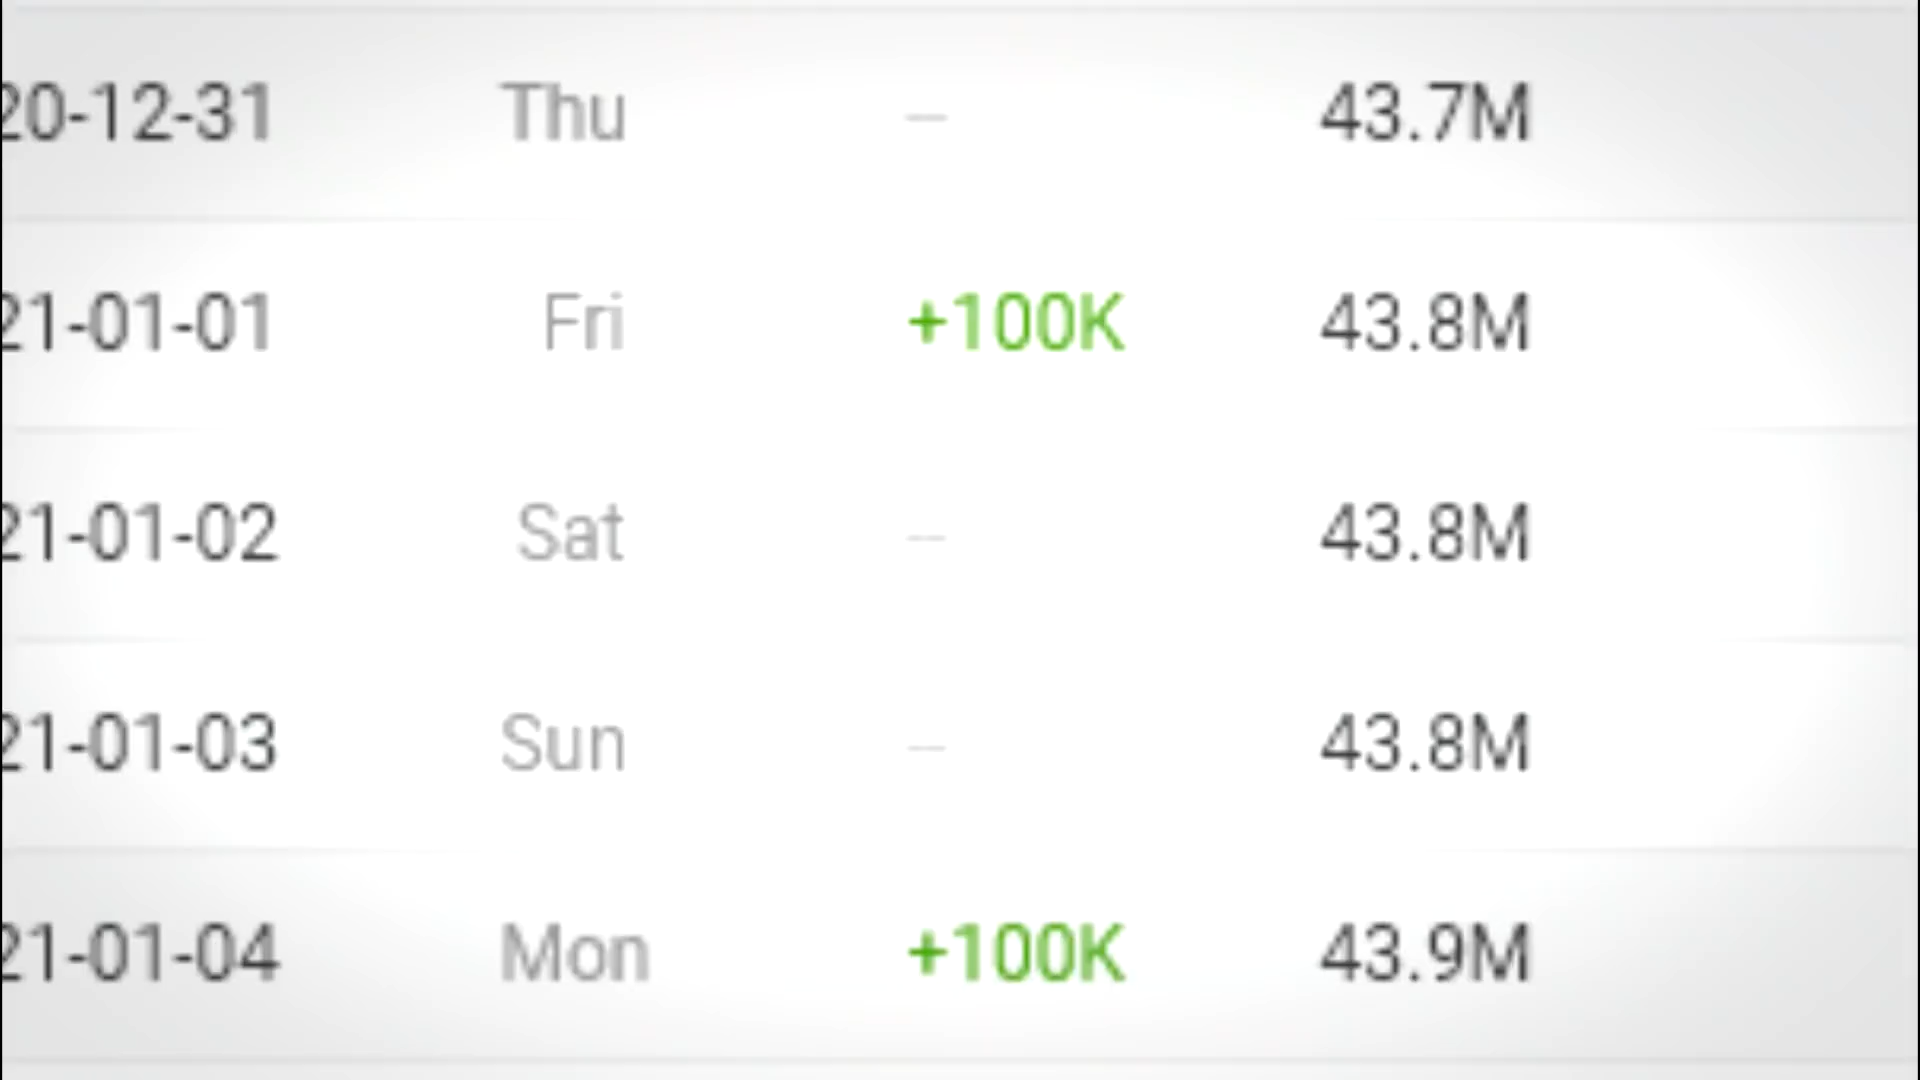 20-12-31 Thu -- 43.7M
21-01-01 Fri +100K 43.8M
21-01-02 Sat -- 43.8M
21-01-03 Sun -- 43.8M
21-01-04 Mon +100K 43.9M